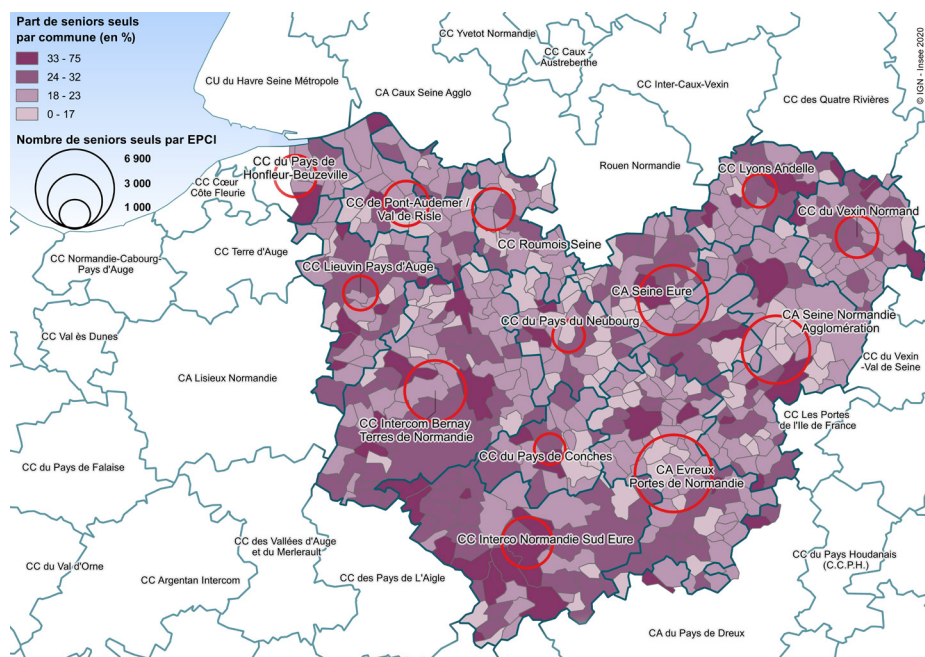 Part de seniors seuls
par commune (en %)
33 - 75
24 - 32
18 - 23
0 - 17
Nombre de seniors seuls par EPCI
6 900
3 000
1 000
© IGN - Insee 2020
CC Yvetot Normandie
CC Caux -
Austreberthe
CU du Havre Seine Métropole
CA Caux Seine Agglo
CC Inter-Caux-Vexin
CC des Quatre Rivières
CC du Pays de
Honfleur-Beuzeville
Rouen Normandie
CC Lyons Andelle
CC Cœur
Côte Fleurie
CC de Pont-Audemer /
Val de Risle
CC du Vexin Normand
CC Roumois Seine
CC Terre d'Auge
CC Normandie-Cabourg-
Pays d'Auge
CC Lieuvin Pays d'Auge
CA Seine Eure
CA Seine Normandie
Agglomération
CC du Pays du Neubourg
CC Val ès Dunes
CC du Vexin
-Val de Seine
CA Lisieux Normandie
CC Les Portes
de l'Ile de France
CC Intercom Bernay
Terres de Normandie
CC du Pays de Conches
CC du Pays de Falaise
CA Evreux
Portes de Normandie
CC des Vallées d'Auge
et du Merlerault
CC Interco Normandie Sud Eure
CC du Pays Houdanais
(C.C.P.H.)
CC du Val d'Orne
CC Argentan Intercom
CC des Pays de L'Aigle
CA du Pays de Dreux